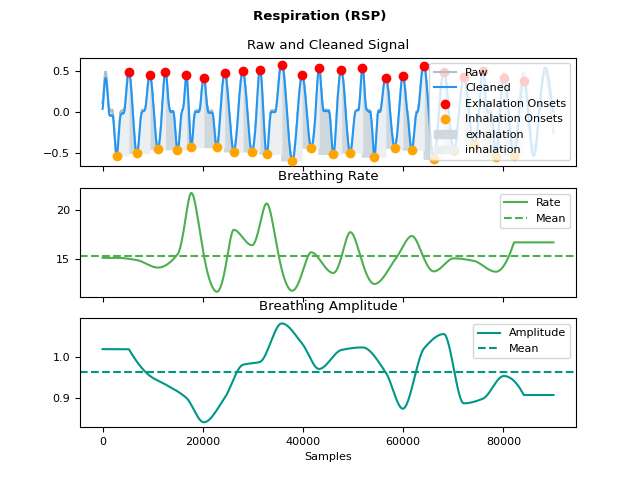 Respiration (RSP)
Raw and Cleaned Signal
0.5
0.0
−0.5
Raw
Cleaned
Exhalation Onsets
Inhalation Onsets
exhalation
inhalation
Breathing Rate
20
15
Rate
Mean
Breathing Amplitude
1.0
0.9
Amplitude
Mean
0 20000 40000 60000 80000
Samples